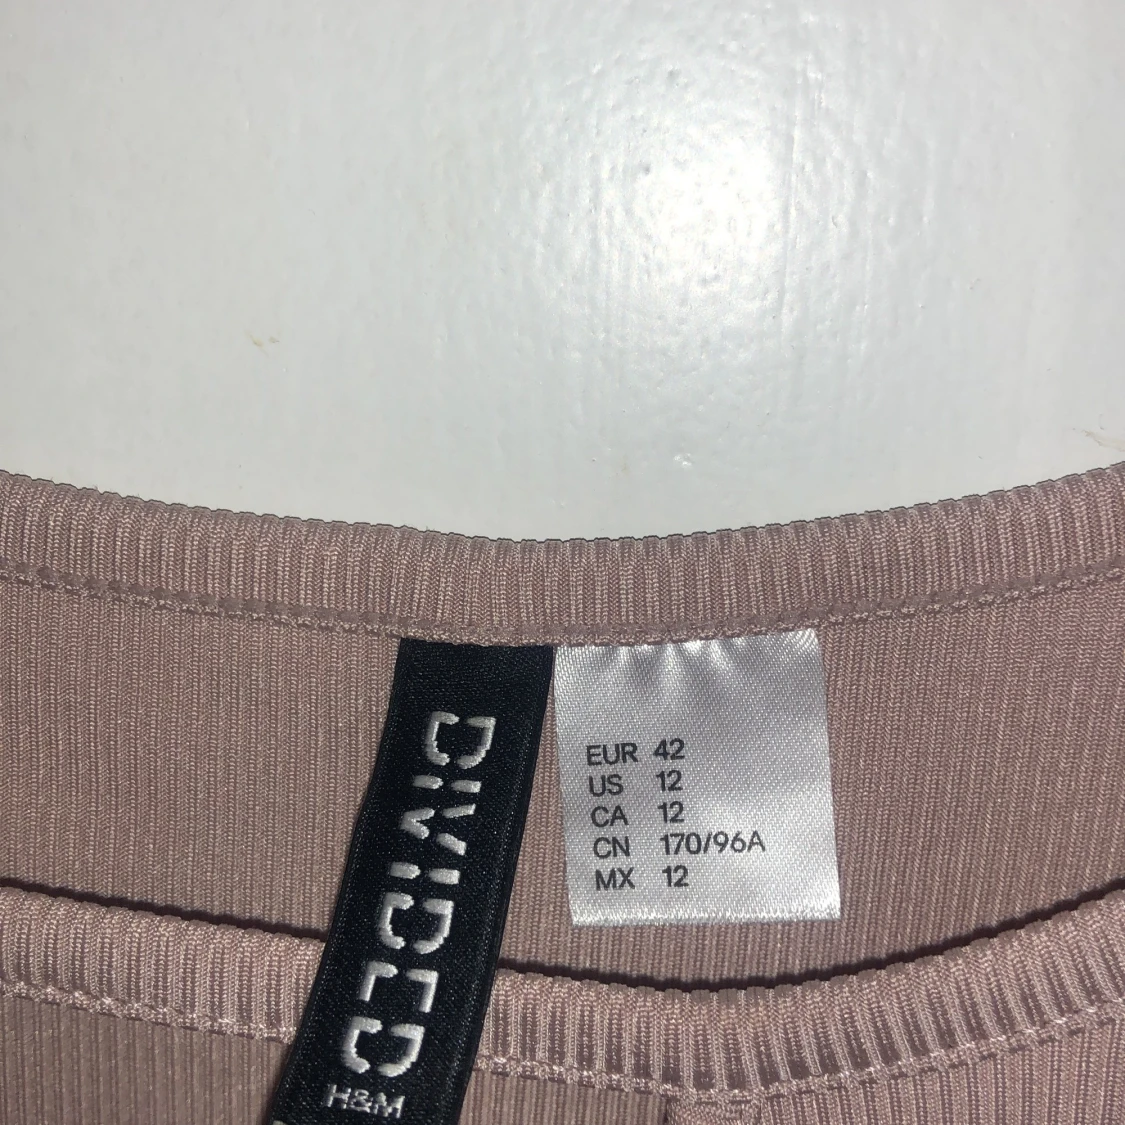 DIVIDED
H&M
EUR 42
US 12
CA 12
CN 170/96A
MX 12